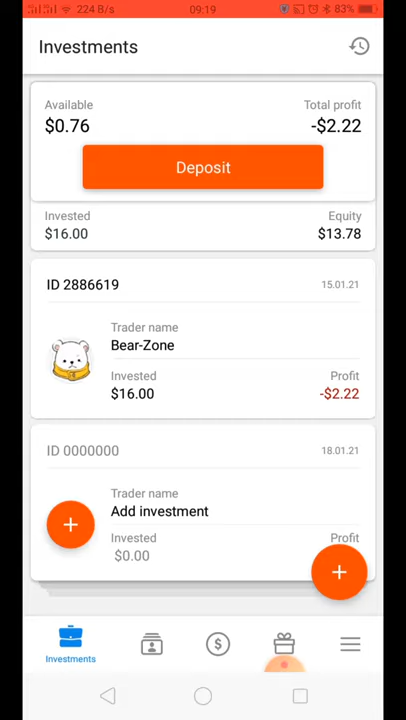 224 B/s 09:19 83%
Investments
Available Total profit
$0.76 -$2.22
Deposit
Invested Equity
$16.00 $13.78
ID 2886619 15.01.21
Trader name
Bear-Zone
Invested Profit
$16.00 -$2.22
ID 0000000 18.01.21
Trader name
Add investment
Invested Profit
$0.00
Investments